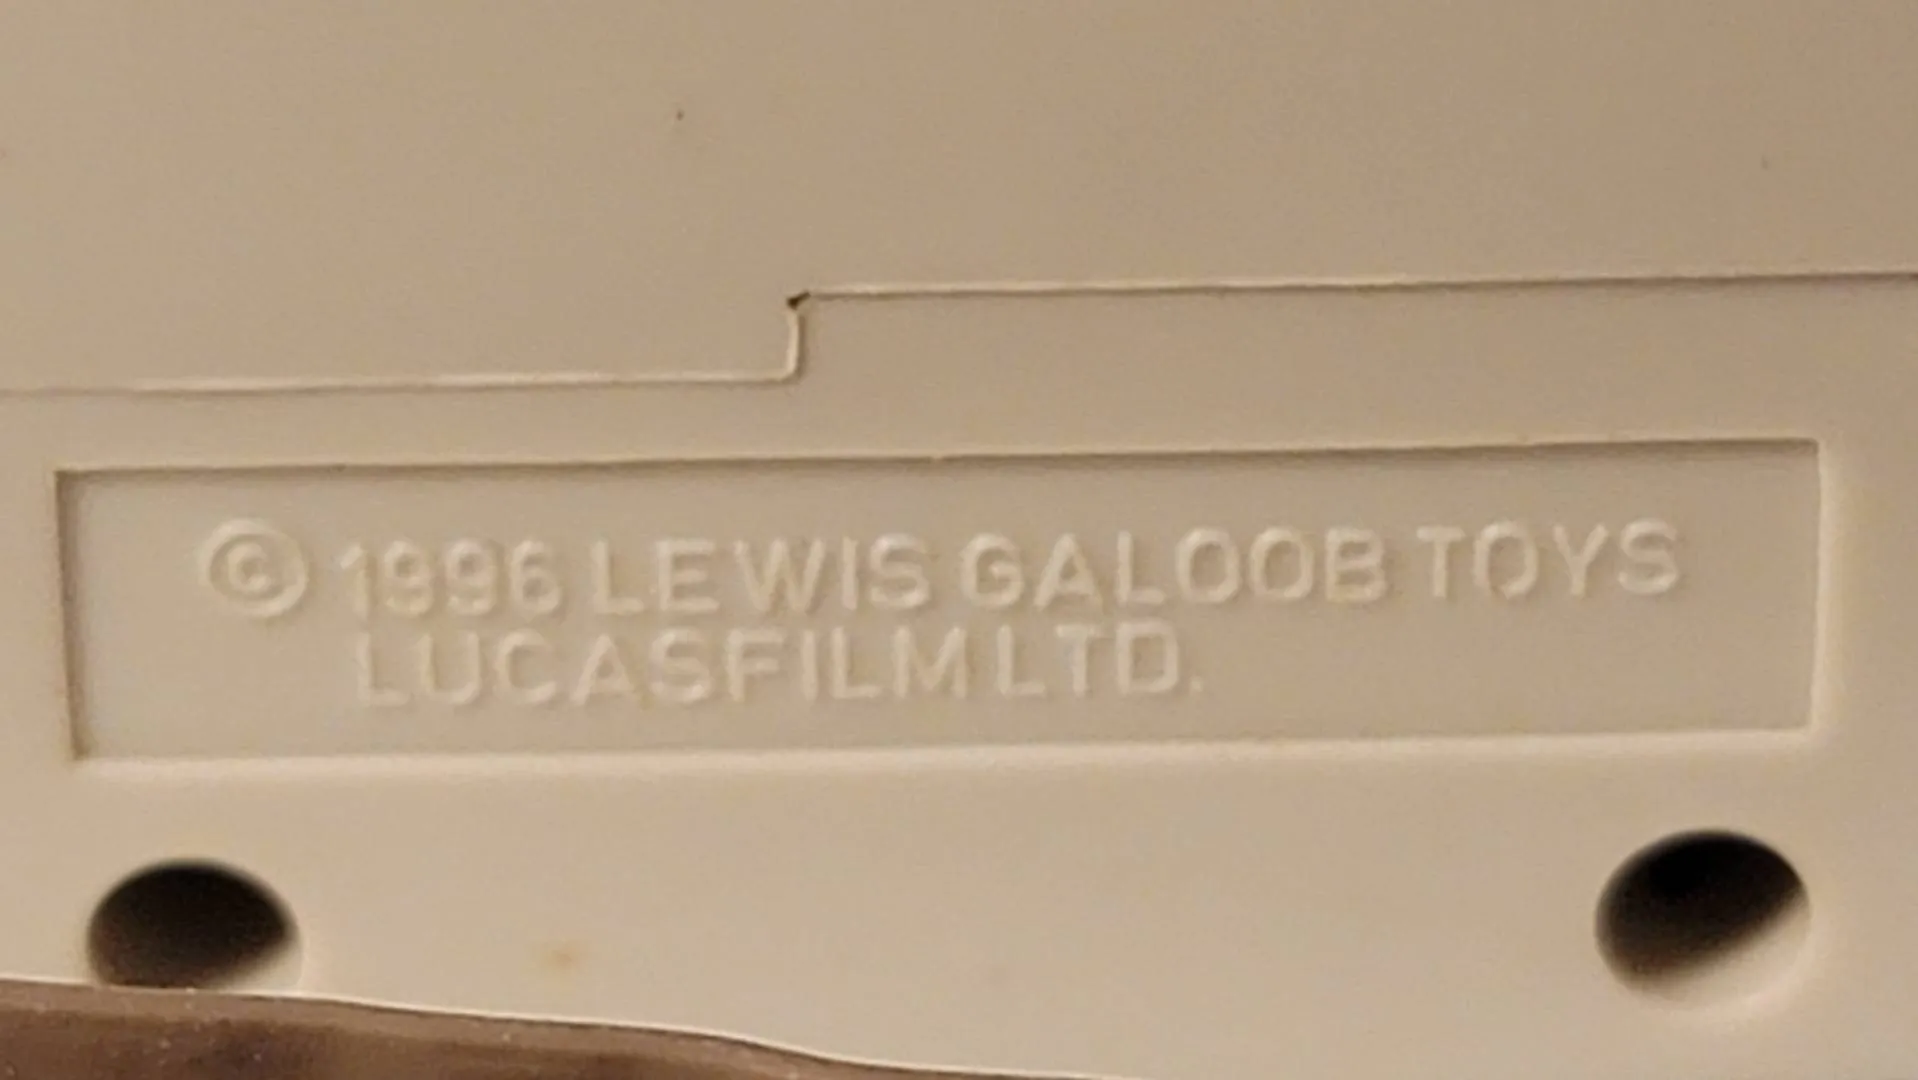 © 1996 LEWIS GALOOB TOYS
LUCASFILM LTD.